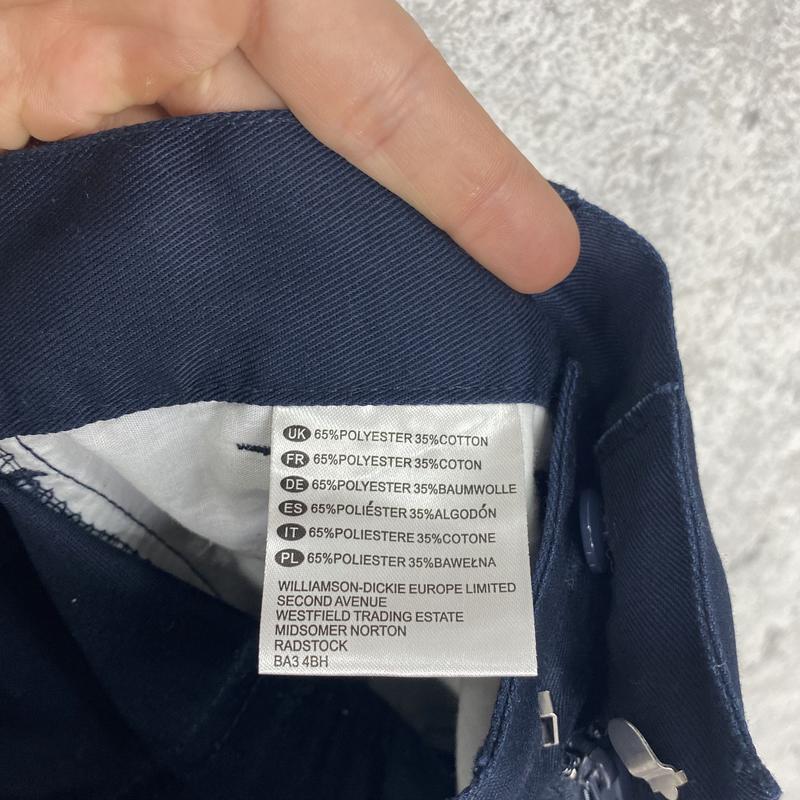 UK 65%POLYESTER 35%COTTON
FR 65%POLYESTER 35%COTON
DE 65%POLYESTER 35%BAUMWOLLE
ES 65%POLIÉSTER 35%ALGODÓN
IT 65%POLIESTERE 35%COTONE
PL 65%POLIESTER 35%BAWEŁNA
WILLIAMSON-DICKIE EUROPE LIMITED
SECOND AVENUE
WESTFIELD TRADING ESTATE
MIDSOMER NORTON
RADSTOCK
BA3 4BH